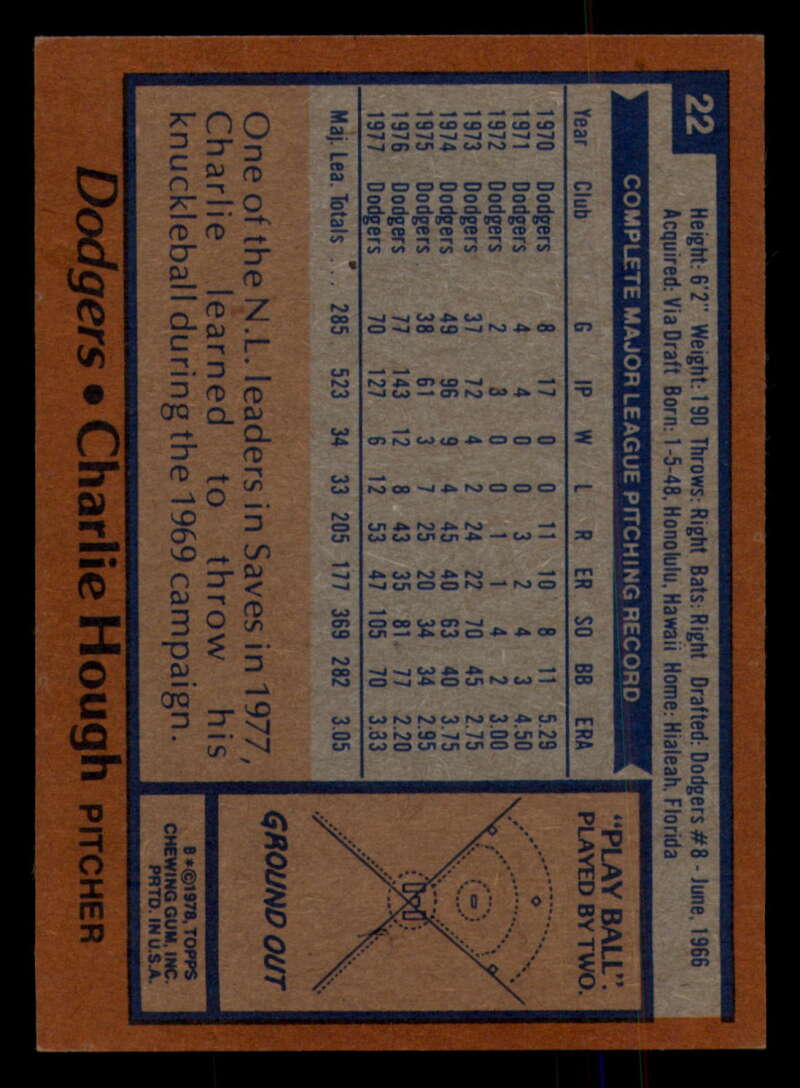 22
Height: 6'2" Weight: 190 Throws: Right Bats: Right Drafted: Dodgers #8 - June, 1966
Acquired: Via Draft Born: 1-5-48, Honolulu, Hawaii Home: Hialeah, Florida
COMPLETE MAJOR LEAGUE PITCHING RECORD
Year Club G IP W L R ER SO BB ERA
1970 Dodgers 8 17 0 0 11 10 8 11 5.29
1971 Dodgers 4 4 0 0 3 2 4 3 4.50
1972 Dodgers 2 3 0 0 1 1 4 2 3.00
1973 Dodgers 37 72 4 2 24 22 70 45 2.75
1974 Dodgers 49 96 9 4 45 40 63 40 3.75
1975 Dodgers 38 61 3 7 25 20 34 34 2.95
1976 Dodgers 77 143 12 8 43 35 81 77 2.20
1977 Dodgers 70 127 6 12 53 47 105 70 3.33
Maj. Lea. Totals ... 285 523 34 33 205 177 369 282 3.05
One of the N.L. leaders in Saves in 1977,
Charlie learned to throw his
knuckleball during the 1969 campaign.
"PLAY BALL":
PLAYED BY TWO.
GROUND OUT
B*©1978, TOPPS
CHEWING GUM, INC.
PRTD. IN U.S.A.
Dodgers • Charlie Hough PITCHER